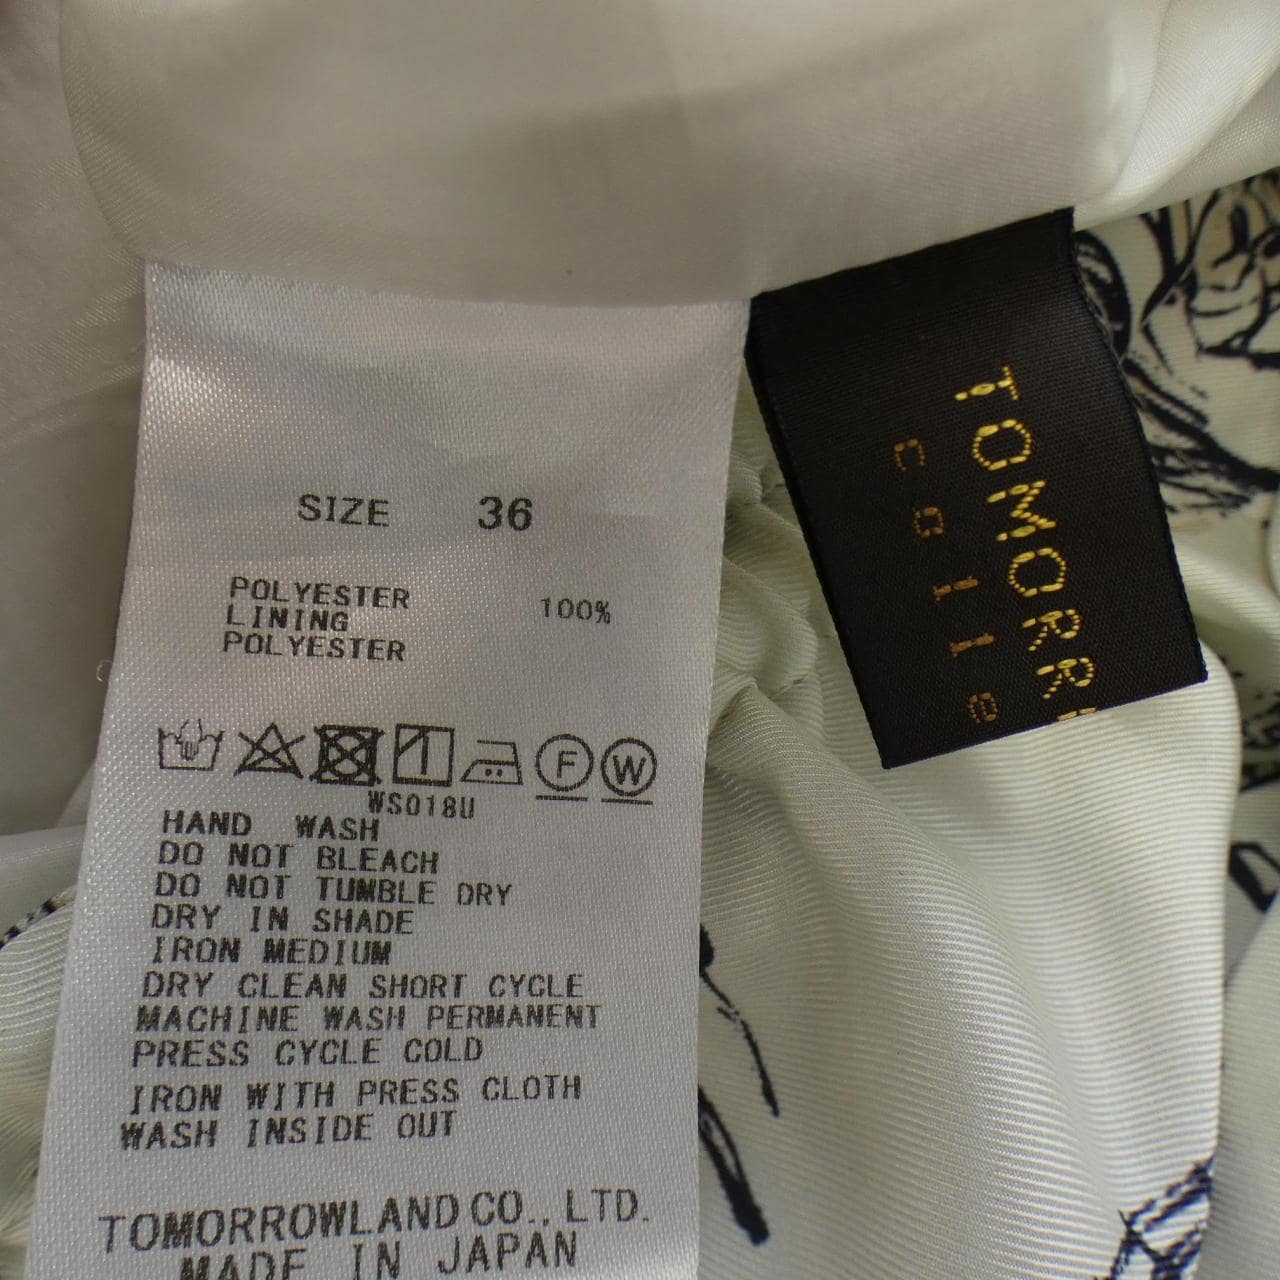 SIZE 36
POLYESTER 100%
LINING
POLYESTER
F W
WS018U
HAND WASH
DO NOT BLEACH
DO NOT TUMBLE DRY
DRY IN SHADE
IRON MEDIUM
DRY CLEAN SHORT CYCLE
MACHINE WASH PERMANENT
PRESS CYCLE COLD
IRON WITH PRESS CLOTH
WASH INSIDE OUT
TOMORROWLAND CO., LTD.
MADE IN JAPAN
TOMORR
colle